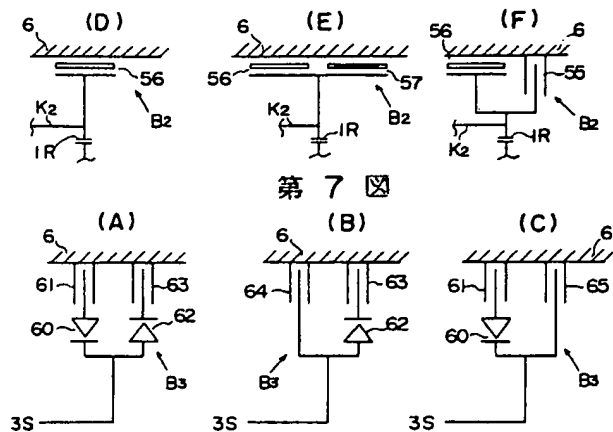 (D) (E) (F)
6 6 56 6
56 56 57 55
B2 B2 B2
K2 K2 K2
1R 1R 1R
第 7 図
(A) (B) (C)
6 6 6
61 63 64 63 61 65
60 62 62 60
B3 B3 B3
3S 3S 3S